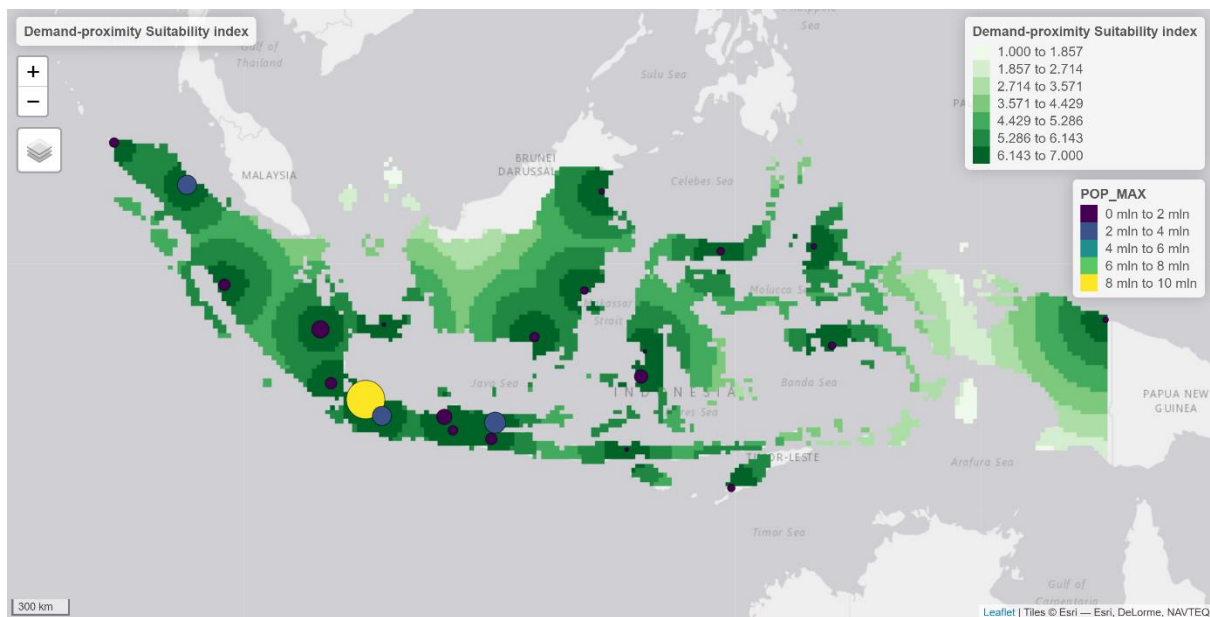 Demand-proximity Suitability index
+
−
Gulf of
Thailand
Sulu Sea
Sea
MALAYSIA
BRUNEI
DARUSSAL
Celebes Sea
Molucca Se
Strait
Java Sea
INDONESIA
Banda Sea
res Sea
TIMOR-LESTE
Arafura Sea
Timor Sea
PAPUA NEW
GUINEA
Gulf of
Carpentaria
Demand-proximity Suitability index
1.000 to 1.857
1.857 to 2.714
2.714 to 3.571
3.571 to 4.429
4.429 to 5.286
5.286 to 6.143
6.143 to 7.000
POP_MAX
0 mln to 2 mln
2 mln to 4 mln
4 mln to 6 mln
6 mln to 8 mln
8 mln to 10 mln
300 km
Leaflet | Tiles © Esri — Esri, DeLorme, NAVTEQ